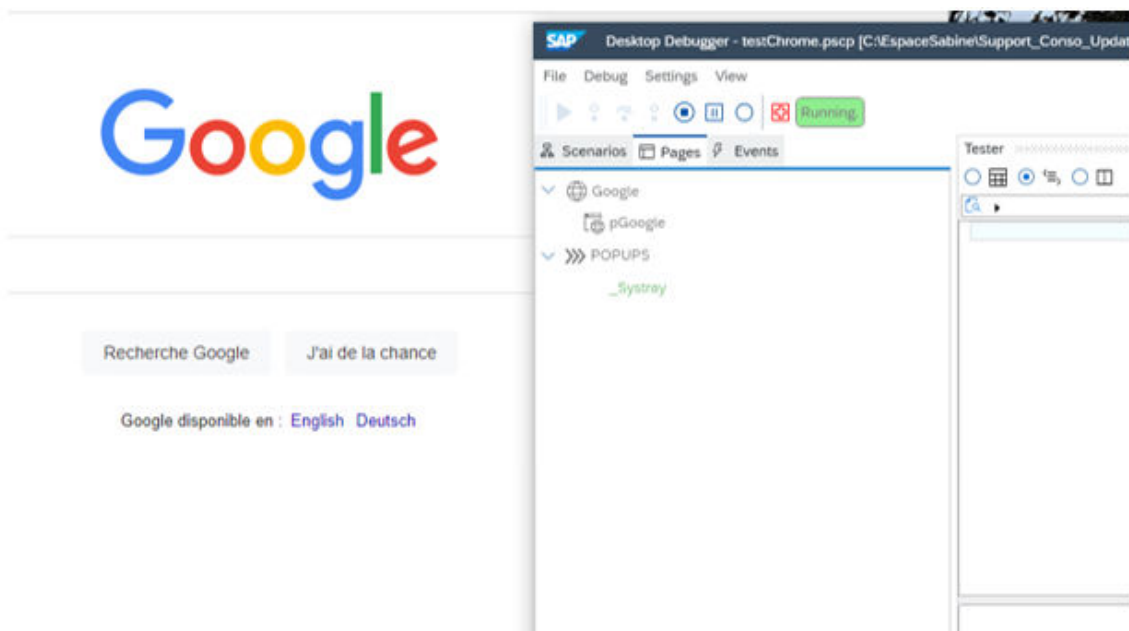 Google
Recherche Google J'ai de la chance
Google disponible en : English Deutsch
SAP Desktop Debugger - testChrome.pscp [C:\EspaceSabine\Support_Conso_Updat
File Debug Settings View
Running.
Scenarios Pages Events
Google
pGoogle
POPUPS
_Systray
Tester